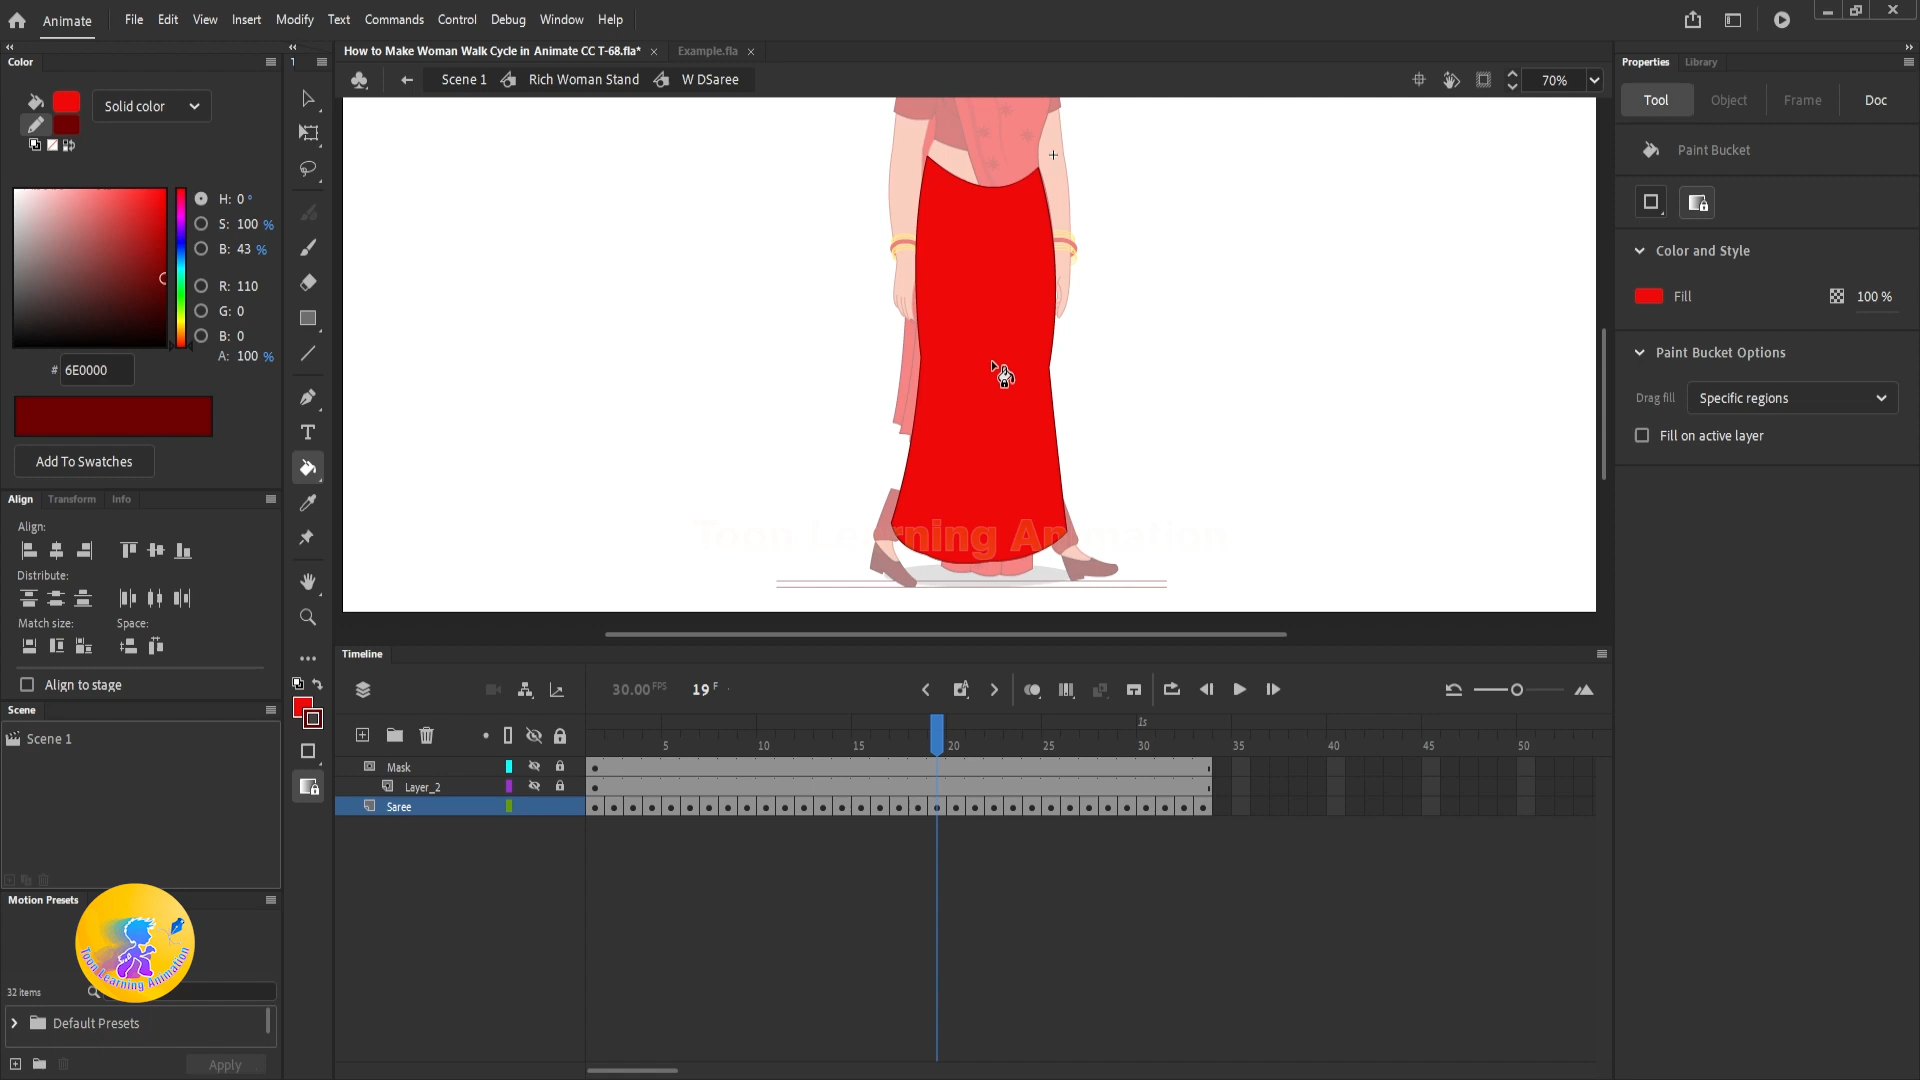 Animate
File Edit View Insert Modify Text Commands Control Debug Window Help
How to Make Woman Walk Cycle in Animate CC T-68.fla*
Example.fla
Scene 1
Rich Woman Stand
W DSaree
70%
Color
Solid color
H: 0 °
S: 100 %
B: 43 %
R: 110
G: 0
B: 0
A: 100 %
# 6E0000
Add To Swatches
Align Transform Info
Align:
Distribute:
Match size:
Space:
Align to stage
Scene
Scene 1
Motion Presets
Toon Learning Animation
32 items
Default Presets
Apply
Toon Learning Animation
Timeline
30.00 FPS
19 F
1s
5 10 15 20 25 30 35 40 45 50
Mask
Layer_2
Saree
Properties Library
Tool Object Frame Doc
Paint Bucket
Color and Style
Fill
100 %
Paint Bucket Options
Drag fill
Specific regions
Fill on active layer